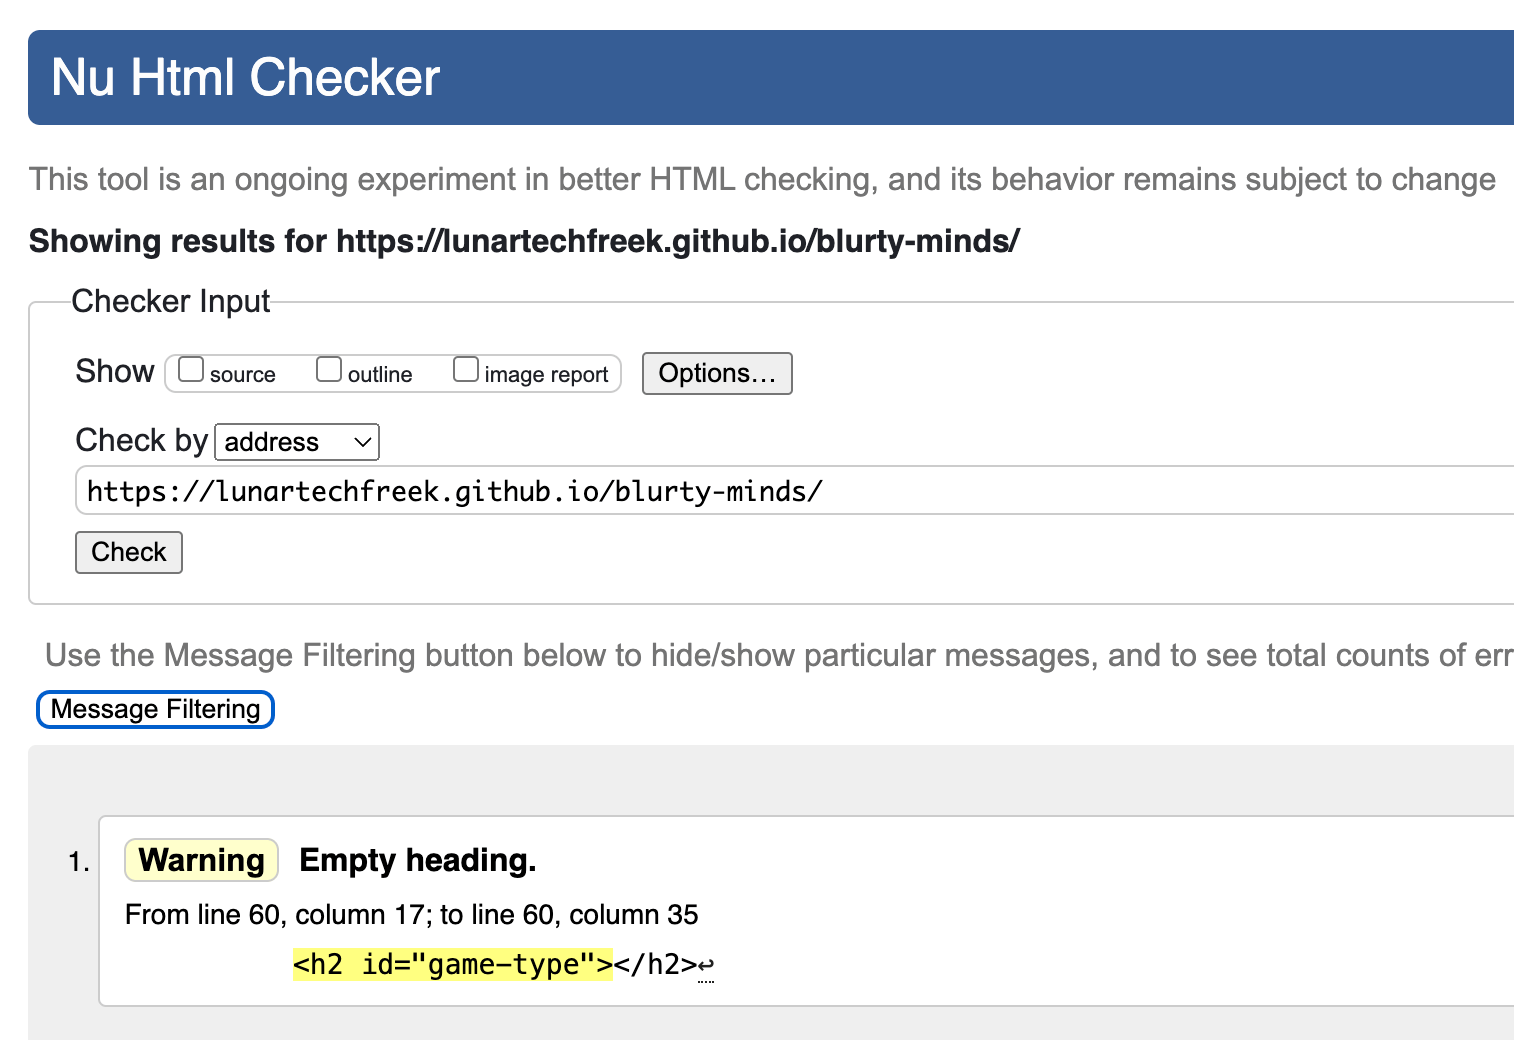 Nu Html Checker
This tool is an ongoing experiment in better HTML checking, and its behavior remains subject to change
Showing results for https://lunartechfreek.github.io/blurty-minds/
Checker Input
Show source outline image report Options…
Check by address
https://lunartechfreek.github.io/blurty-minds/
Check
Use the Message Filtering button below to hide/show particular messages, and to see total counts of err
Message Filtering
1. Warning Empty heading.
From line 60, column 17; to line 60, column 35
<h2 id="game-type"></h2>↩